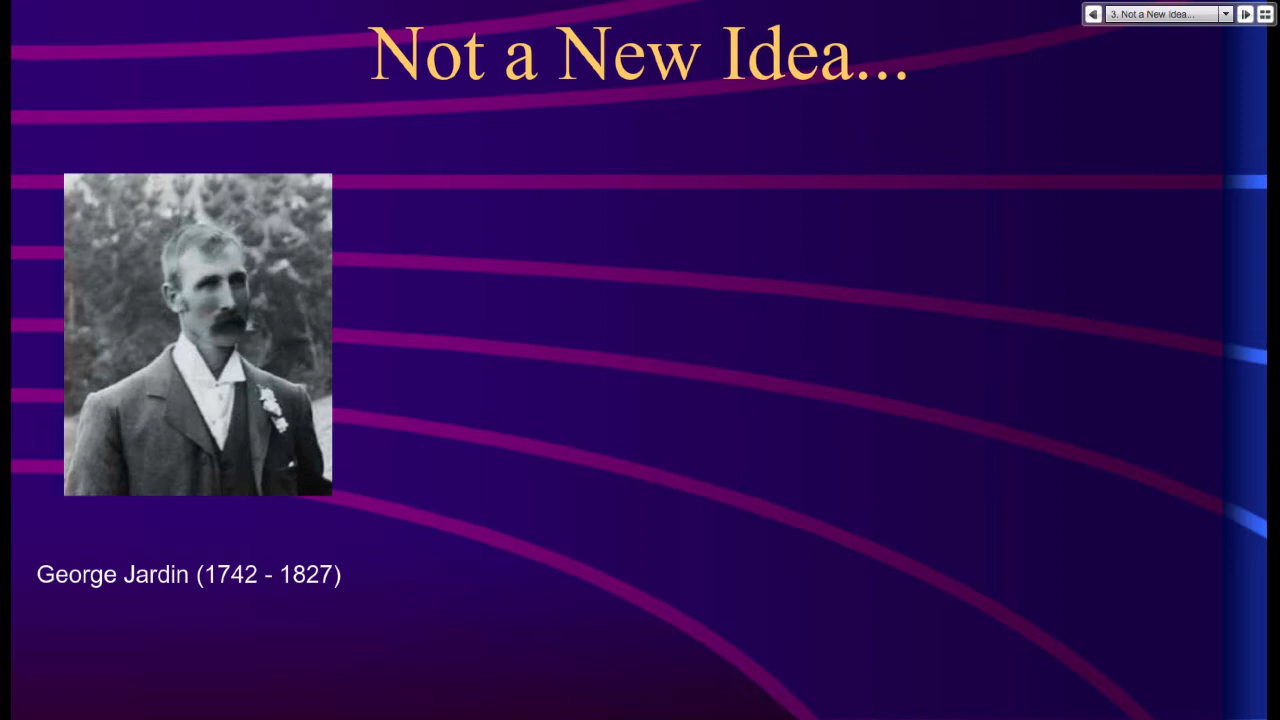 3. Not a New Idea...
Not a New Idea...
George Jardin (1742 - 1827)